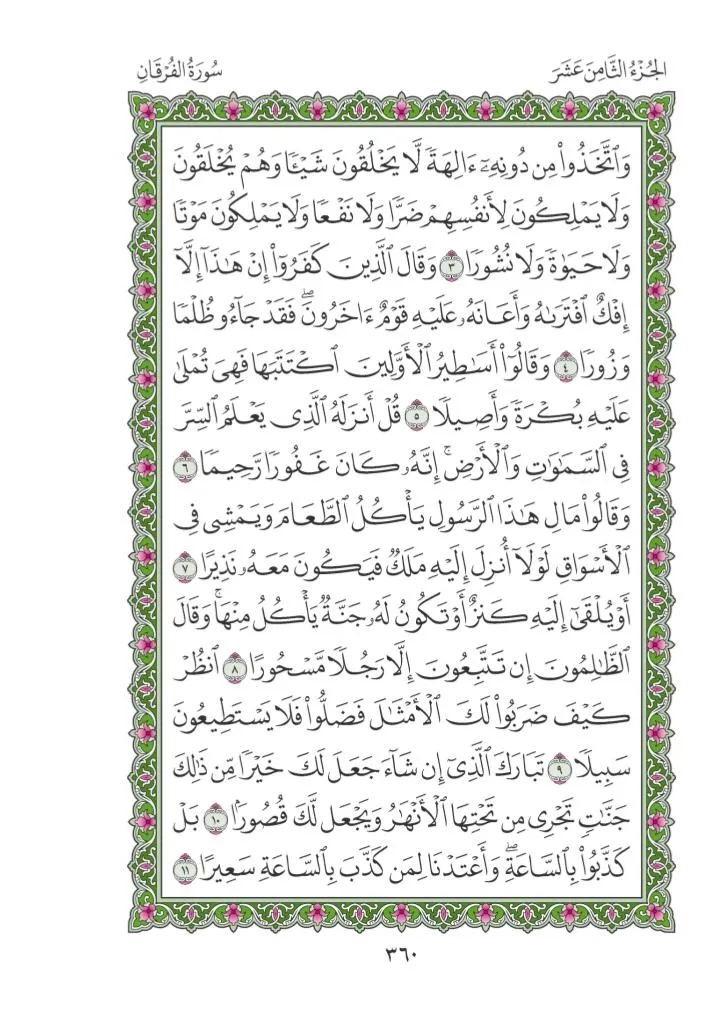 الجُزْءُ الثَّامِنَ عَشَرَ
سُورَةُ الفُرْقَانِ
وَٱتَّخَذُواْ مِن دُونِهِۦٓ ءَالِهَةٗ لَّا يَخۡلُقُونَ شَيۡـٔٗا وَهُمۡ يُخۡلَقُونَ
وَلَا يَمۡلِكُونَ لِأَنفُسِهِمۡ ضَرّٗا وَلَا نَفۡعٗا وَلَا يَمۡلِكُونَ مَوۡتٗا
وَلَا حَيَوٰةٗ وَلَا نُشُورٗا ٣ وَقَالَ ٱلَّذِينَ كَفَرُوٓاْ إِنۡ هَٰذَآ إِلَّآ
إِفۡكٌ ٱفۡتَرَىٰهُ وَأَعَانَهُۥ عَلَيۡهِ قَوۡمٌ ءَاخَرُونَۖ فَقَدۡ جَآءُو ظُلۡمٗا
وَزُورٗا ٤ وَقَالُوٓاْ أَسَٰطِيرُ ٱلۡأَوَّلِينَ ٱكۡتَتَبَهَا فَهِيَ تُمۡلَىٰ
عَلَيۡهِ بُكۡرَةٗ وَأَصِيلٗا ٥ قُلۡ أَنزَلَهُ ٱلَّذِي يَعۡلَمُ ٱلسِّرَّ
فِي ٱلسَّمَٰوَٰتِ وَٱلۡأَرۡضِۚ إِنَّهُۥ كَانَ غَفُورٗا رَّحِيمٗا ٦
وَقَالُواْ مَالِ هَٰذَا ٱلرَّسُولِ يَأۡكُلُ ٱلطَّعَامَ وَيَمۡشِي فِي
ٱلۡأَسۡوَاقِ لَوۡلَآ أُنزِلَ إِلَيۡهِ مَلَكٞ فَيَكُونَ مَعَهُۥ نَذِيرًا ٧
أَوۡ يُلۡقَىٰٓ إِلَيۡهِ كَنزٌ أَوۡ تَكُونُ لَهُۥ جَنَّةٞ يَأۡكُلُ مِنۡهَاۚ وَقَالَ
ٱلظَّٰلِمُونَ إِن تَتَّبِعُونَ إِلَّا رَجُلٗا مَّسۡحُورًا ٨ ٱنظُرۡ
كَيۡفَ ضَرَبُواْ لَكَ ٱلۡأَمۡثَٰلَ فَضَلُّواْ فَلَا يَسۡتَطِيعُونَ
سَبِيلٗا ٩ تَبَارَكَ ٱلَّذِيٓ إِن شَآءَ جَعَلَ لَكَ خَيۡرٗا مِّن ذَٰلِكَ
جَنَّٰتٖ تَجۡرِي مِن تَحۡتِهَا ٱلۡأَنۡهَٰرُ وَيَجۡعَل لَّكَ قُصُورَۢا ١٠ بَلۡ
كَذَّبُواْ بِٱلسَّاعَةِۖ وَأَعۡتَدۡنَا لِمَن كَذَّبَ بِٱلسَّاعَةِ سَعِيرًا ١١
٣٦٠